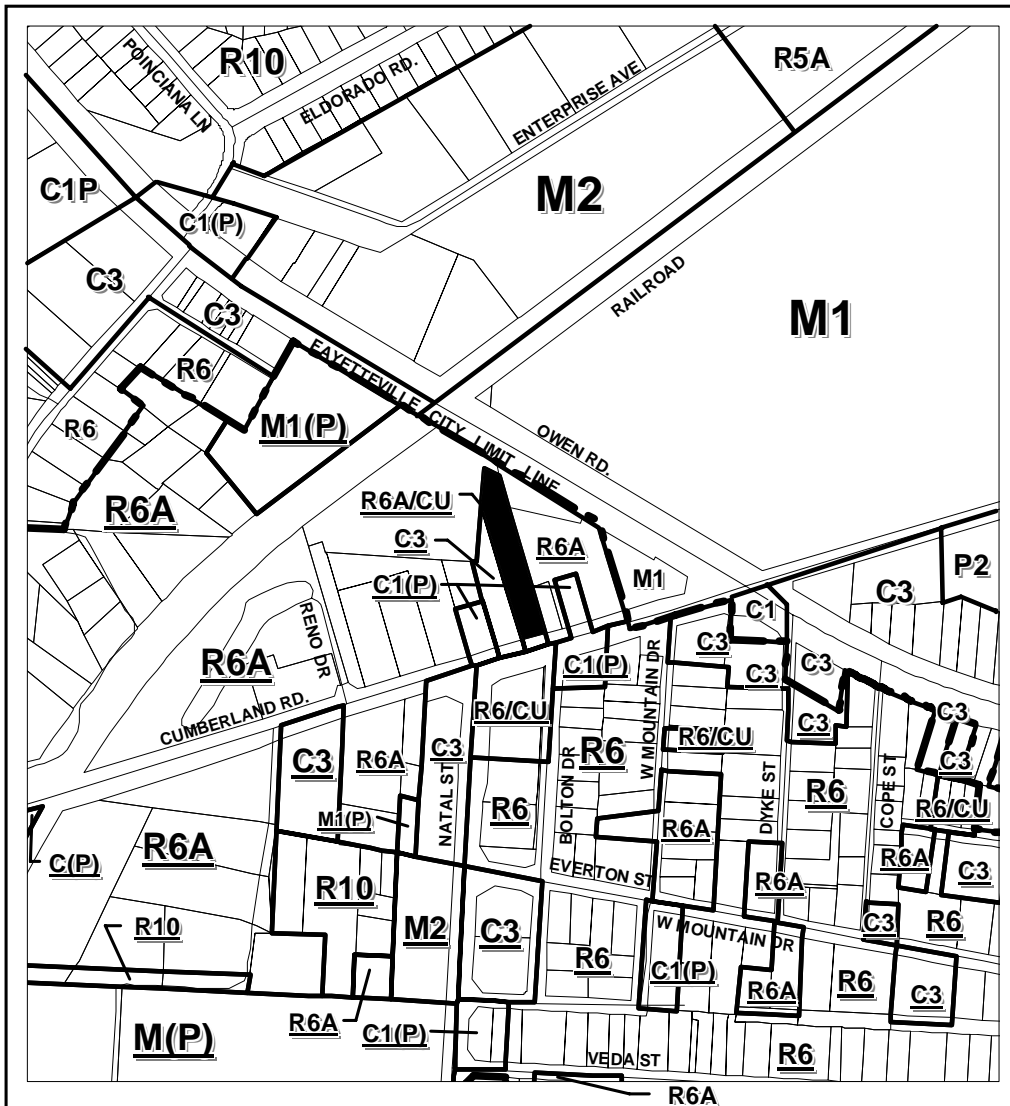 R10
POINCIANA LN
ELDORADO RD.
ENTERPRISE AVE
R5A
C1P
M2
C1(P)
C3
RAILROAD
M1
C3
R6
FAYETTEVILLE CITY LIMIT LINE
M1(P)
R6
OWEN RD.
R6A
R6A/CU
C3
R6A
C1(P)
M1
C3
P2
C1
RENO DR
C3
C1(P)
W MOUNTAIN DR
C3
C3
R6A
CUMBERLAND RD.
R6/CU
C3
C3
R6/CU
R6
C3
C3
R6A
NATAL ST
BOLTON DR
DYKE ST
COPE ST
R6
R6
R6/CU
M1(P)
R6A
R6A
C(P)
EVERTON ST
R6A
R6A
C3
R10
R10
M2
C3
W MOUNTAIN DR
C3
R6
R6
C1(P)
R6
R6A
C3
R6A
C1(P)
M(P)
VEDA ST
R6
R6A